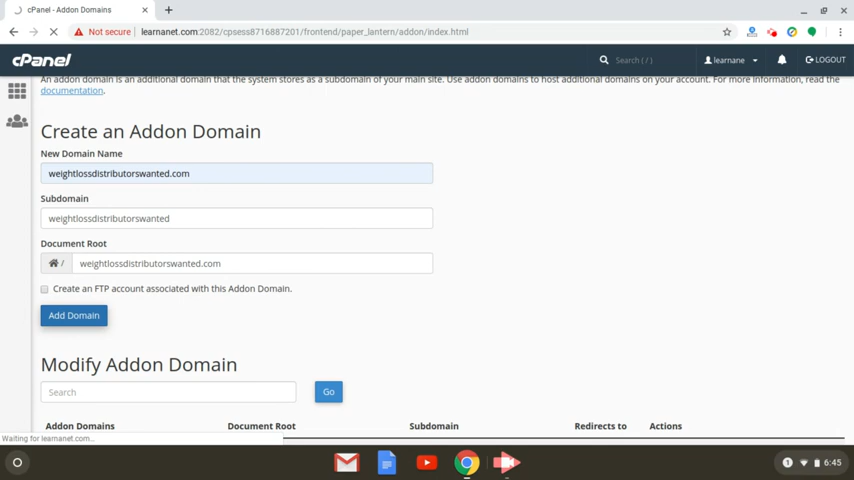 cPanel - Addon Domains
Not secure | learnanet.com:2082/cpsess8716887201/frontend/paper_lantern/addon/index.html
cPanel
Search ( / )
learnane
LOGOUT
An addon domain is an additional domain that the system stores as a subdomain of your main site. Use addon domains to host additional domains on your account. For more information, read the
documentation.
Create an Addon Domain
New Domain Name
weightlossdistributorswanted.com
Subdomain
weightlossdistributorswanted
Document Root
/ weightlossdistributorswanted.com
Create an FTP account associated with this Addon Domain.
Add Domain
Modify Addon Domain
Search
Go
Addon Domains Document Root Subdomain Redirects to Actions
Waiting for learnanet.com...
1 6:45